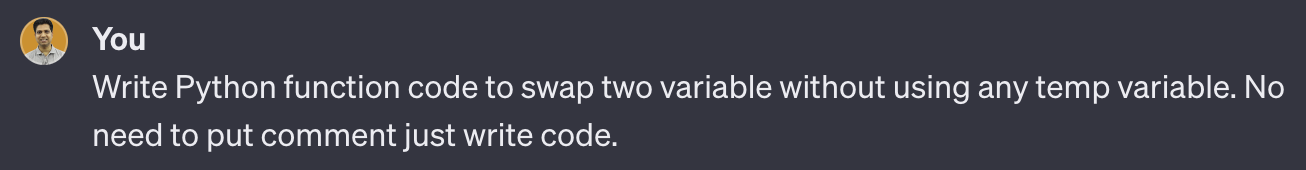 You
Write Python function code to swap two variable without using any temp variable. No
need to put comment just write code.